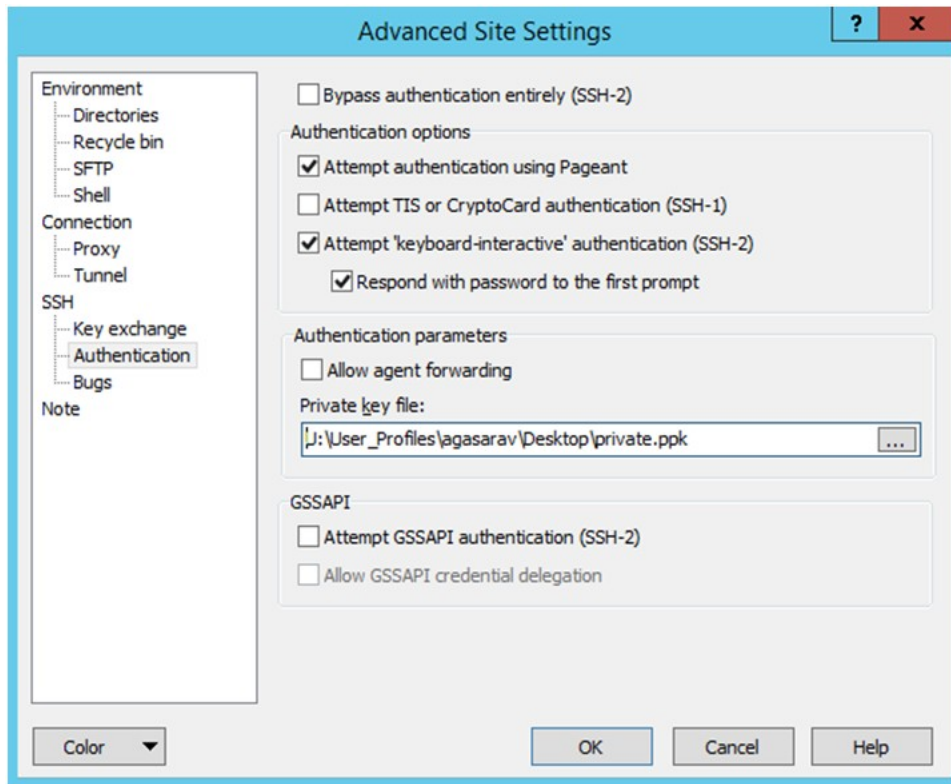 Advanced Site Settings
?
x
Environment
Directories
Recycle bin
SFTP
Shell
Connection
Proxy
Tunnel
SSH
Key exchange
Authentication
Bugs
Note
Bypass authentication entirely (SSH-2)
Authentication options
Attempt authentication using Pageant
Attempt TIS or CryptoCard authentication (SSH-1)
Attempt 'keyboard-interactive' authentication (SSH-2)
Respond with password to the first prompt
Authentication parameters
Allow agent forwarding
Private key file:
J:\User_Profiles\agasarav\Desktop\private.ppk
...
GSSAPI
Attempt GSSAPI authentication (SSH-2)
Allow GSSAPI credential delegation
Color
OK
Cancel
Help